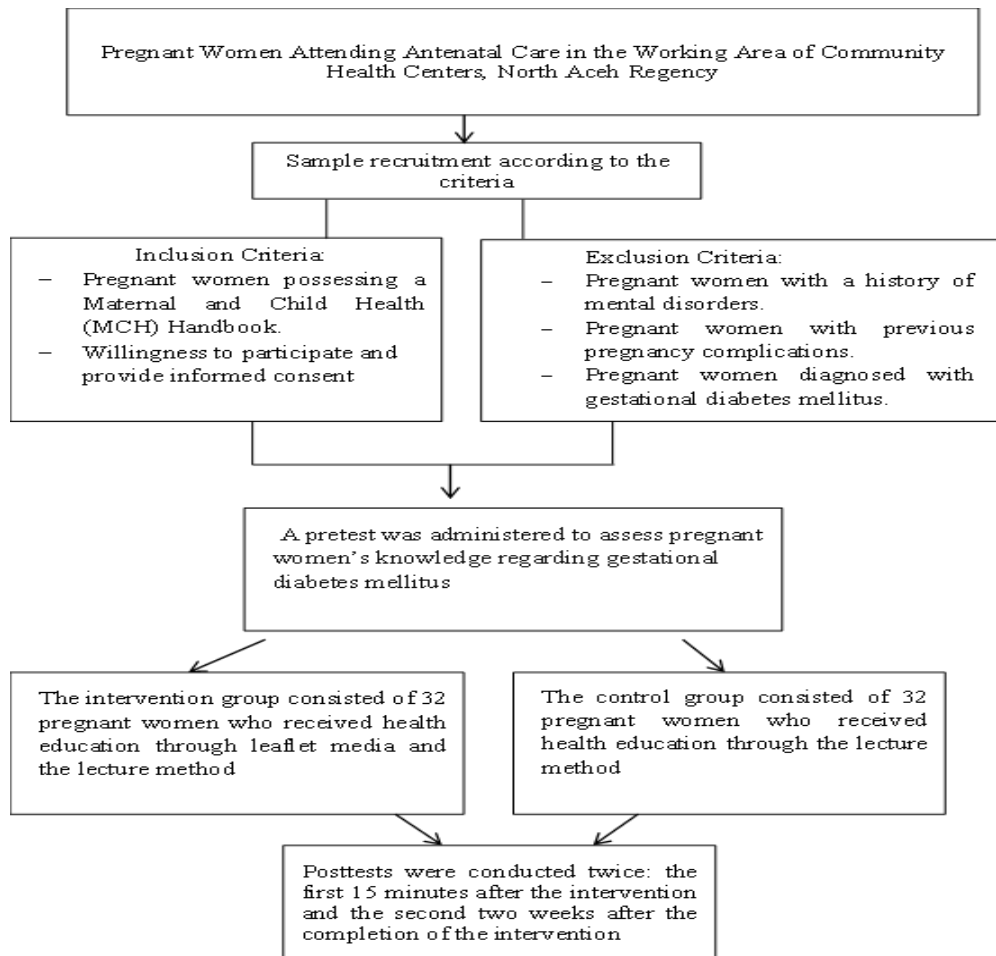 Pregnant Women Attending Antenatal Care in the Working Area of Community
Health Centers, North Aceh Regency
Sample recruitment according to the
criteria
Inclusion Criteria:
– Pregnant women possessing a
Maternal and Child Health
(MCH) Handbook.
– Willingness to participate and
provide informed consent
Exclusion Criteria:
– Pregnant women with a history of
mental disorders.
– Pregnant women with previous
pregnancy complications.
– Pregnant women diagnosed with
gestational diabetes mellitus.
A pretest was administered to assess pregnant
women’s knowledge regarding gestational
diabetes mellitus
The intervention group consisted of 32
pregnant women who received health
education through leaflet media and
the lecture method
The control group consisted of 32
pregnant women who received
health education through the lecture
method
Posttests were conducted twice: the
first 15 minutes after the intervention
and the second two weeks after the
completion of the intervention